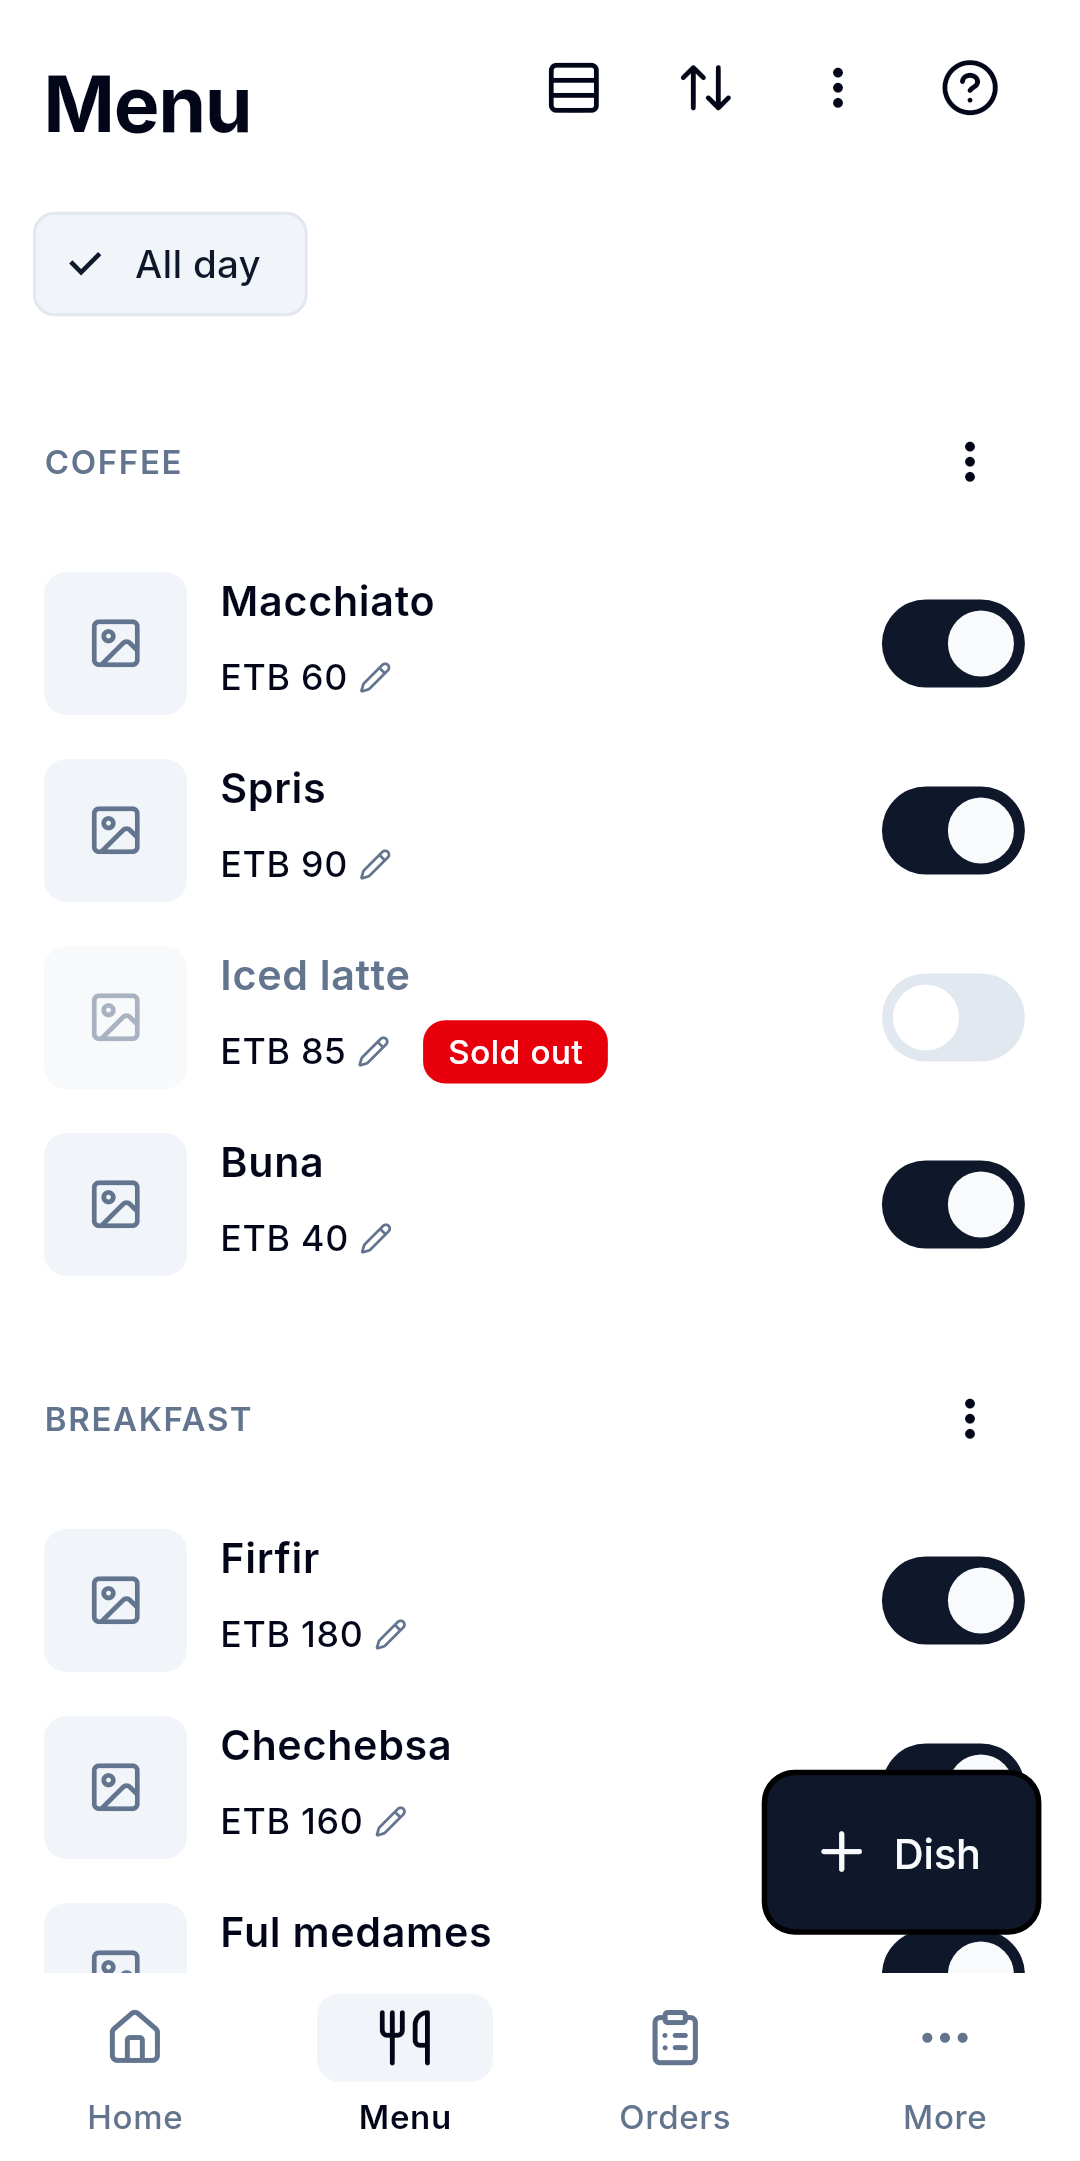 Menu
All day
COFFEE
Macchiato
ETB 60
Spris
ETB 90
Iced latte
ETB 85 Sold out
Buna
ETB 40
BREAKFAST
Firfir
ETB 180
Chechebsa
ETB 160
Dish
Ful medames
Home Menu Orders More